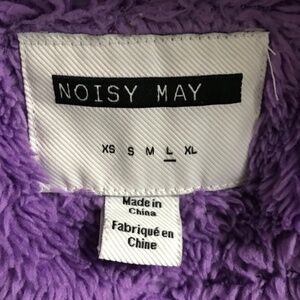 NOISY MAY
XS S M L XL
Made in
China
Fabriqué en
Chine